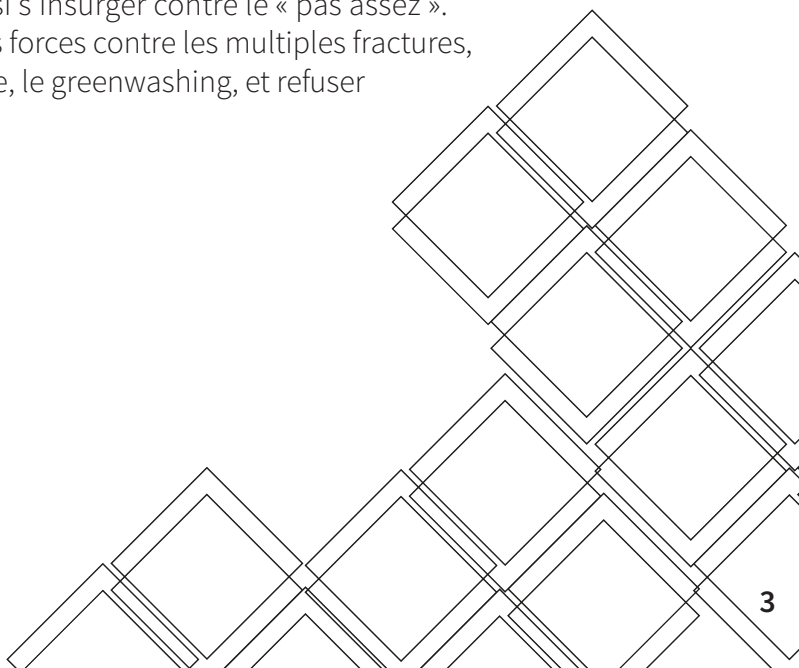 si s'insurger contre le « pas assez ».
s forces contre les multiples fractures,
e, le greenwashing, et refuser
3